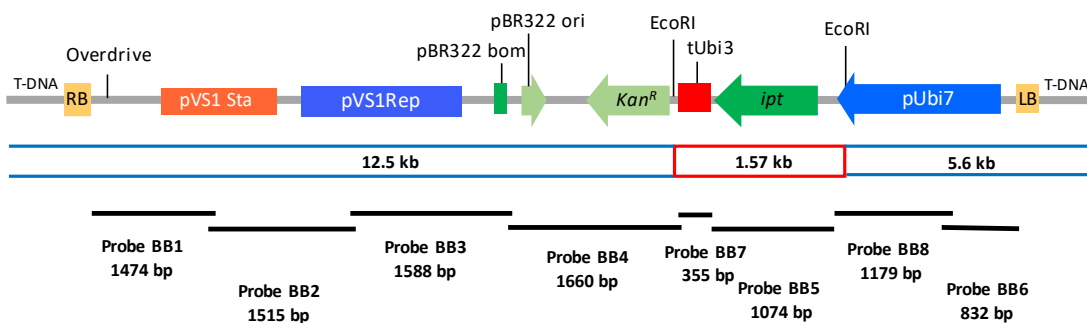 pBR322 ori
EcoRI
EcoRI
Overdrive
tUbi3
pBR322 bom
T-DNA
T-DNA
RB
pVS1 Sta
pVS1Rep
Kan^R
ipt
pUbi7
LB
12.5 kb
1.57 kb
5.6 kb
Probe BB1
1474 bp
Probe BB2
1515 bp
Probe BB3
1588 bp
Probe BB4
1660 bp
Probe BB7
355 bp
Probe BB5
1074 bp
Probe BB8
1179 bp
Probe BB6
832 bp